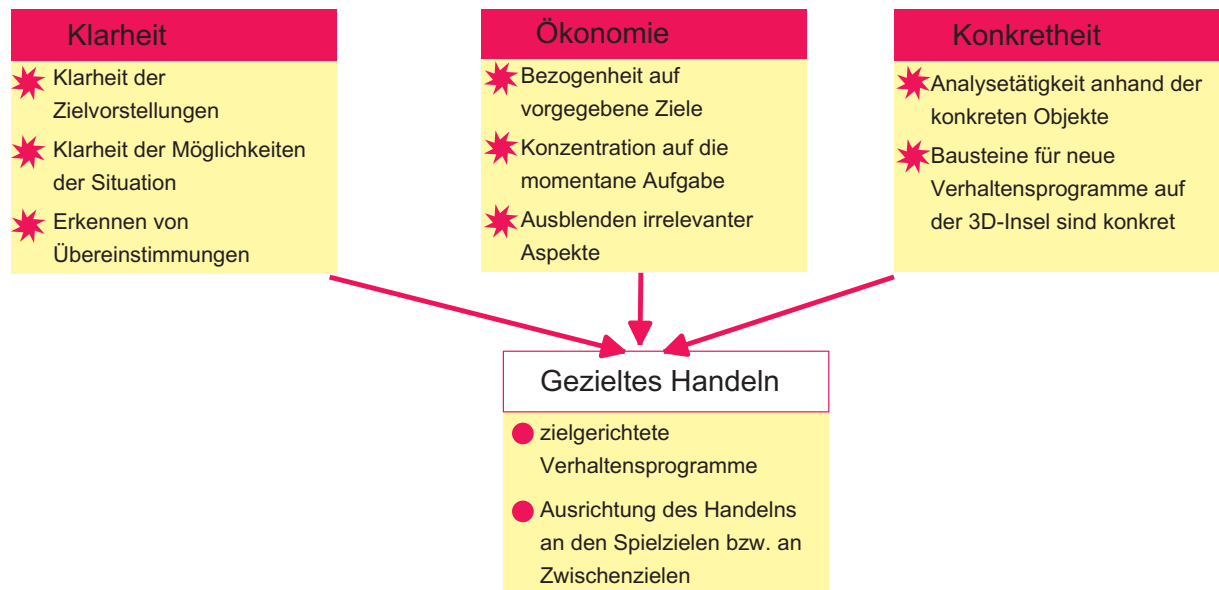 Klarheit
Klarheit der
Zielvorstellungen
Klarheit der Möglichkeiten
der Situation
Erkennen von
Übereinstimmungen
Ökonomie
Bezogenheit auf
vorgegebene Ziele
Konzentration auf die
momentane Aufgabe
Ausblenden irrelevanter
Aspekte
Konkretheit
Analysetätigkeit anhand der
konkreten Objekte
Bausteine für neue
Verhaltensprogramme auf
der 3D-Insel sind konkret
Gezieltes Handeln
zielgerichtete
Verhaltensprogramme
Ausrichtung des Handelns
an den Spielzielen bzw. an
Zwischenzielen